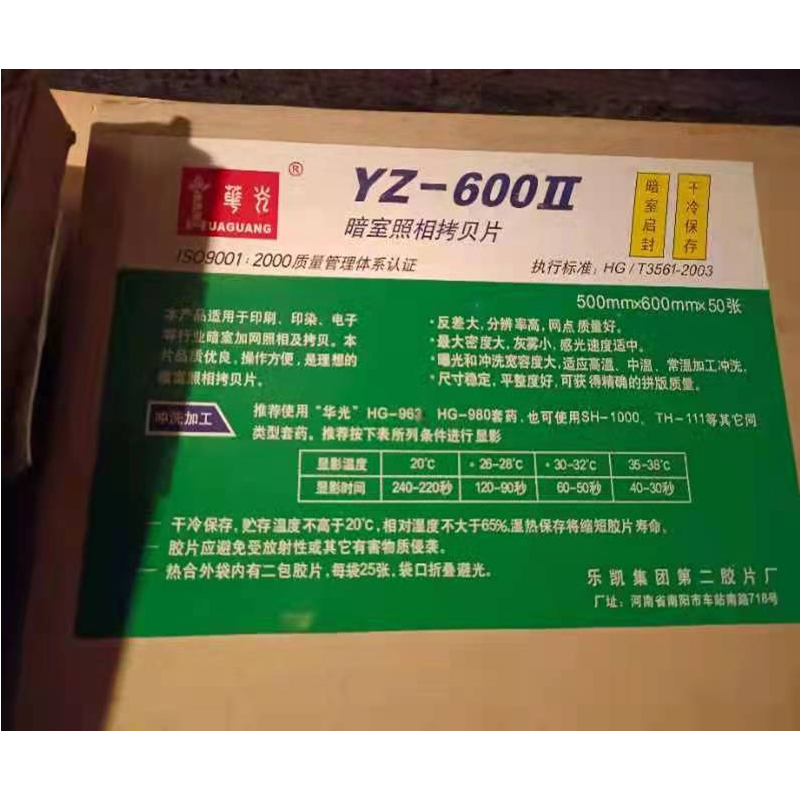 華光
HUAGUANG
®
YZ-600Ⅱ
暗室照相拷贝片
暗室启封
干冷保存
ISO9001:2000质量管理体系认证
执行标准：HG/T3561-2003
500mm×600mm×50张
本产品适用于印刷、印染、电子
等行业暗室加网照相及拷贝。本
片品质优良，操作方便，是理想的
暗室照相拷贝片。
·反差大，分辨率高，网点质量好。
·最大密度大，灰雾小，感光速度适中。
·曝光和冲洗宽容度大，适应高温、中温、常温加工冲洗。
·尺寸稳定，平整度好，可获得精确的拼版质量。
冲洗加工
推荐使用“华光”HG-963 HG-980套药，也可使用SH-1000、TH-111等其它同
类型套药。推荐按下表所列条件进行显影
显影温度 20℃ ·26-28℃ ·30-32℃ 35-38℃
显影时间 240-220秒 120-90秒 60-50秒 40-30秒
— 干冷保存，贮存温度不高于20℃，相对湿度不大于65%，湿热保存将缩短胶片寿命。
— 胶片应避免受放射性或其它有害物质侵袭。
— 热合外袋内有二包胶片，每袋25张，袋口折叠避光。
乐凯集团第二胶片厂
厂址：河南省南阳市车站南路718号